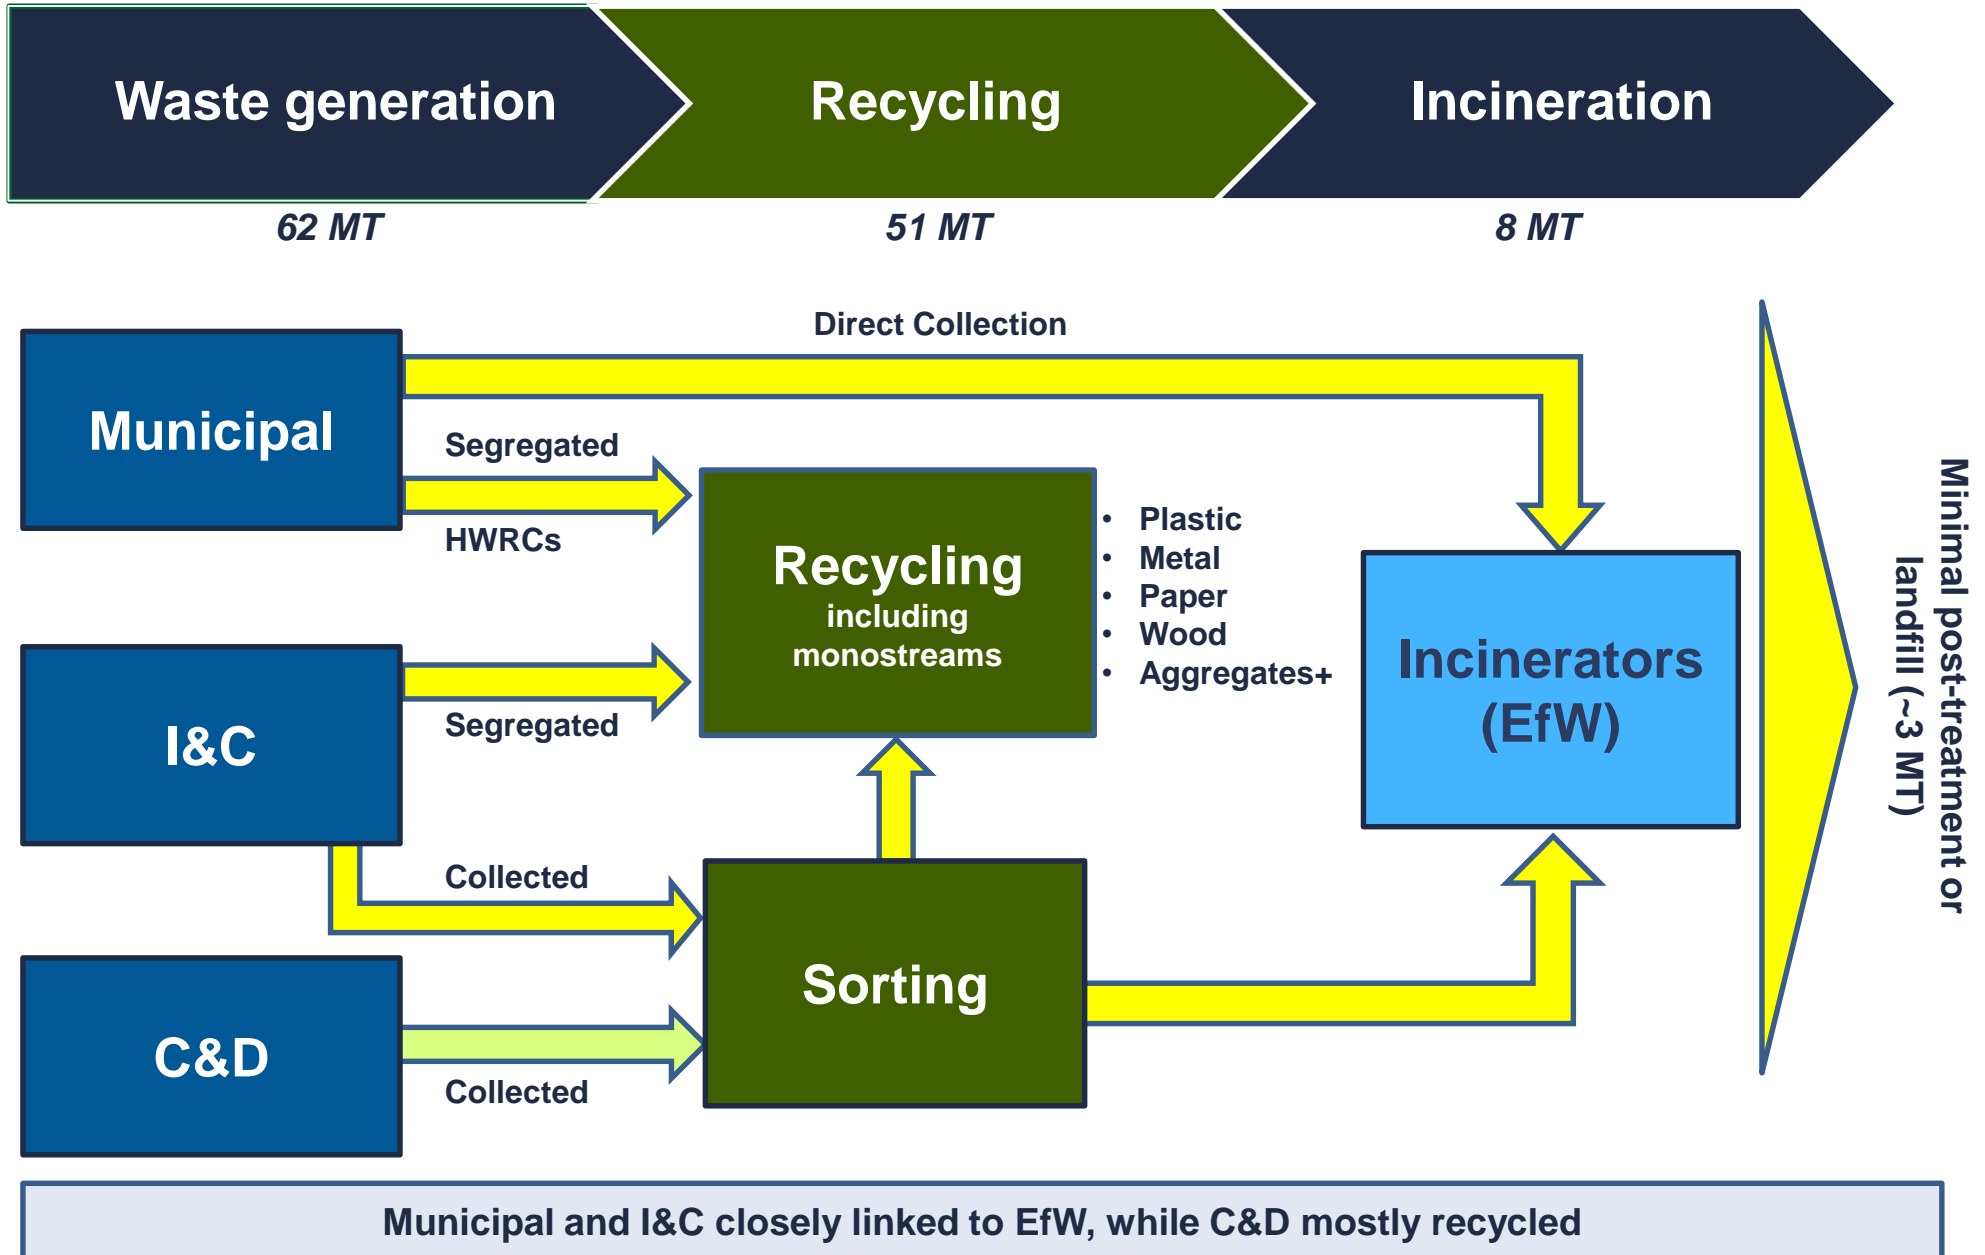 Waste generation
Recycling
Incineration
62 MT
51 MT
8 MT
Direct Collection
Municipal
Segregated
HWRCs
Recycling
including
monostreams
• Plastic
• Metal
• Paper
• Wood
• Aggregates+
Incinerators
(EfW)
Minimal post-treatment or
landfill (~3 MT)
I&C
Segregated
Collected
Sorting
C&D
Collected
Municipal and I&C closely linked to EfW, while C&D mostly recycled